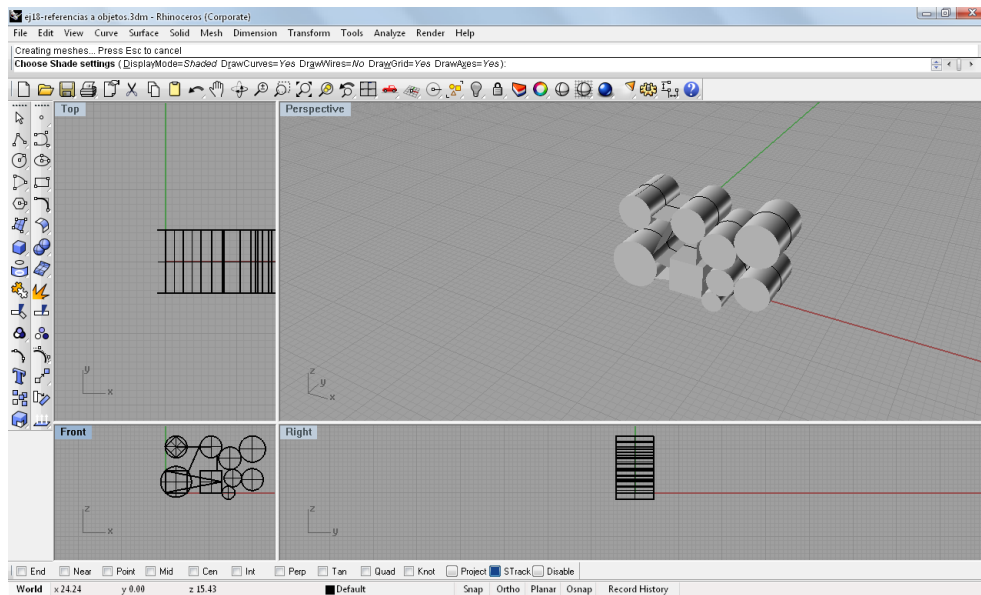 ej18-referencias a objetos.3dm - Rhinoceros (Corporate)
File Edit View Curve Surface Solid Mesh Dimension Transform Tools Analyze Render Help
Creating meshes... Press Esc to cancel
Choose Shade settings ( DisplayMode=Shaded DrawCurves=Yes DrawWires=No DrawGrid=Yes DrawAxes=Yes):
Top
Perspective
y
x
z
y
x
Front
Right
z
x
z
y
End Near Point Mid Cen Int Perp Tan Quad Knot Project STrack Disable
World x 24.24 y 0.00 z 15.43 Default Snap Ortho Planar Osnap Record History